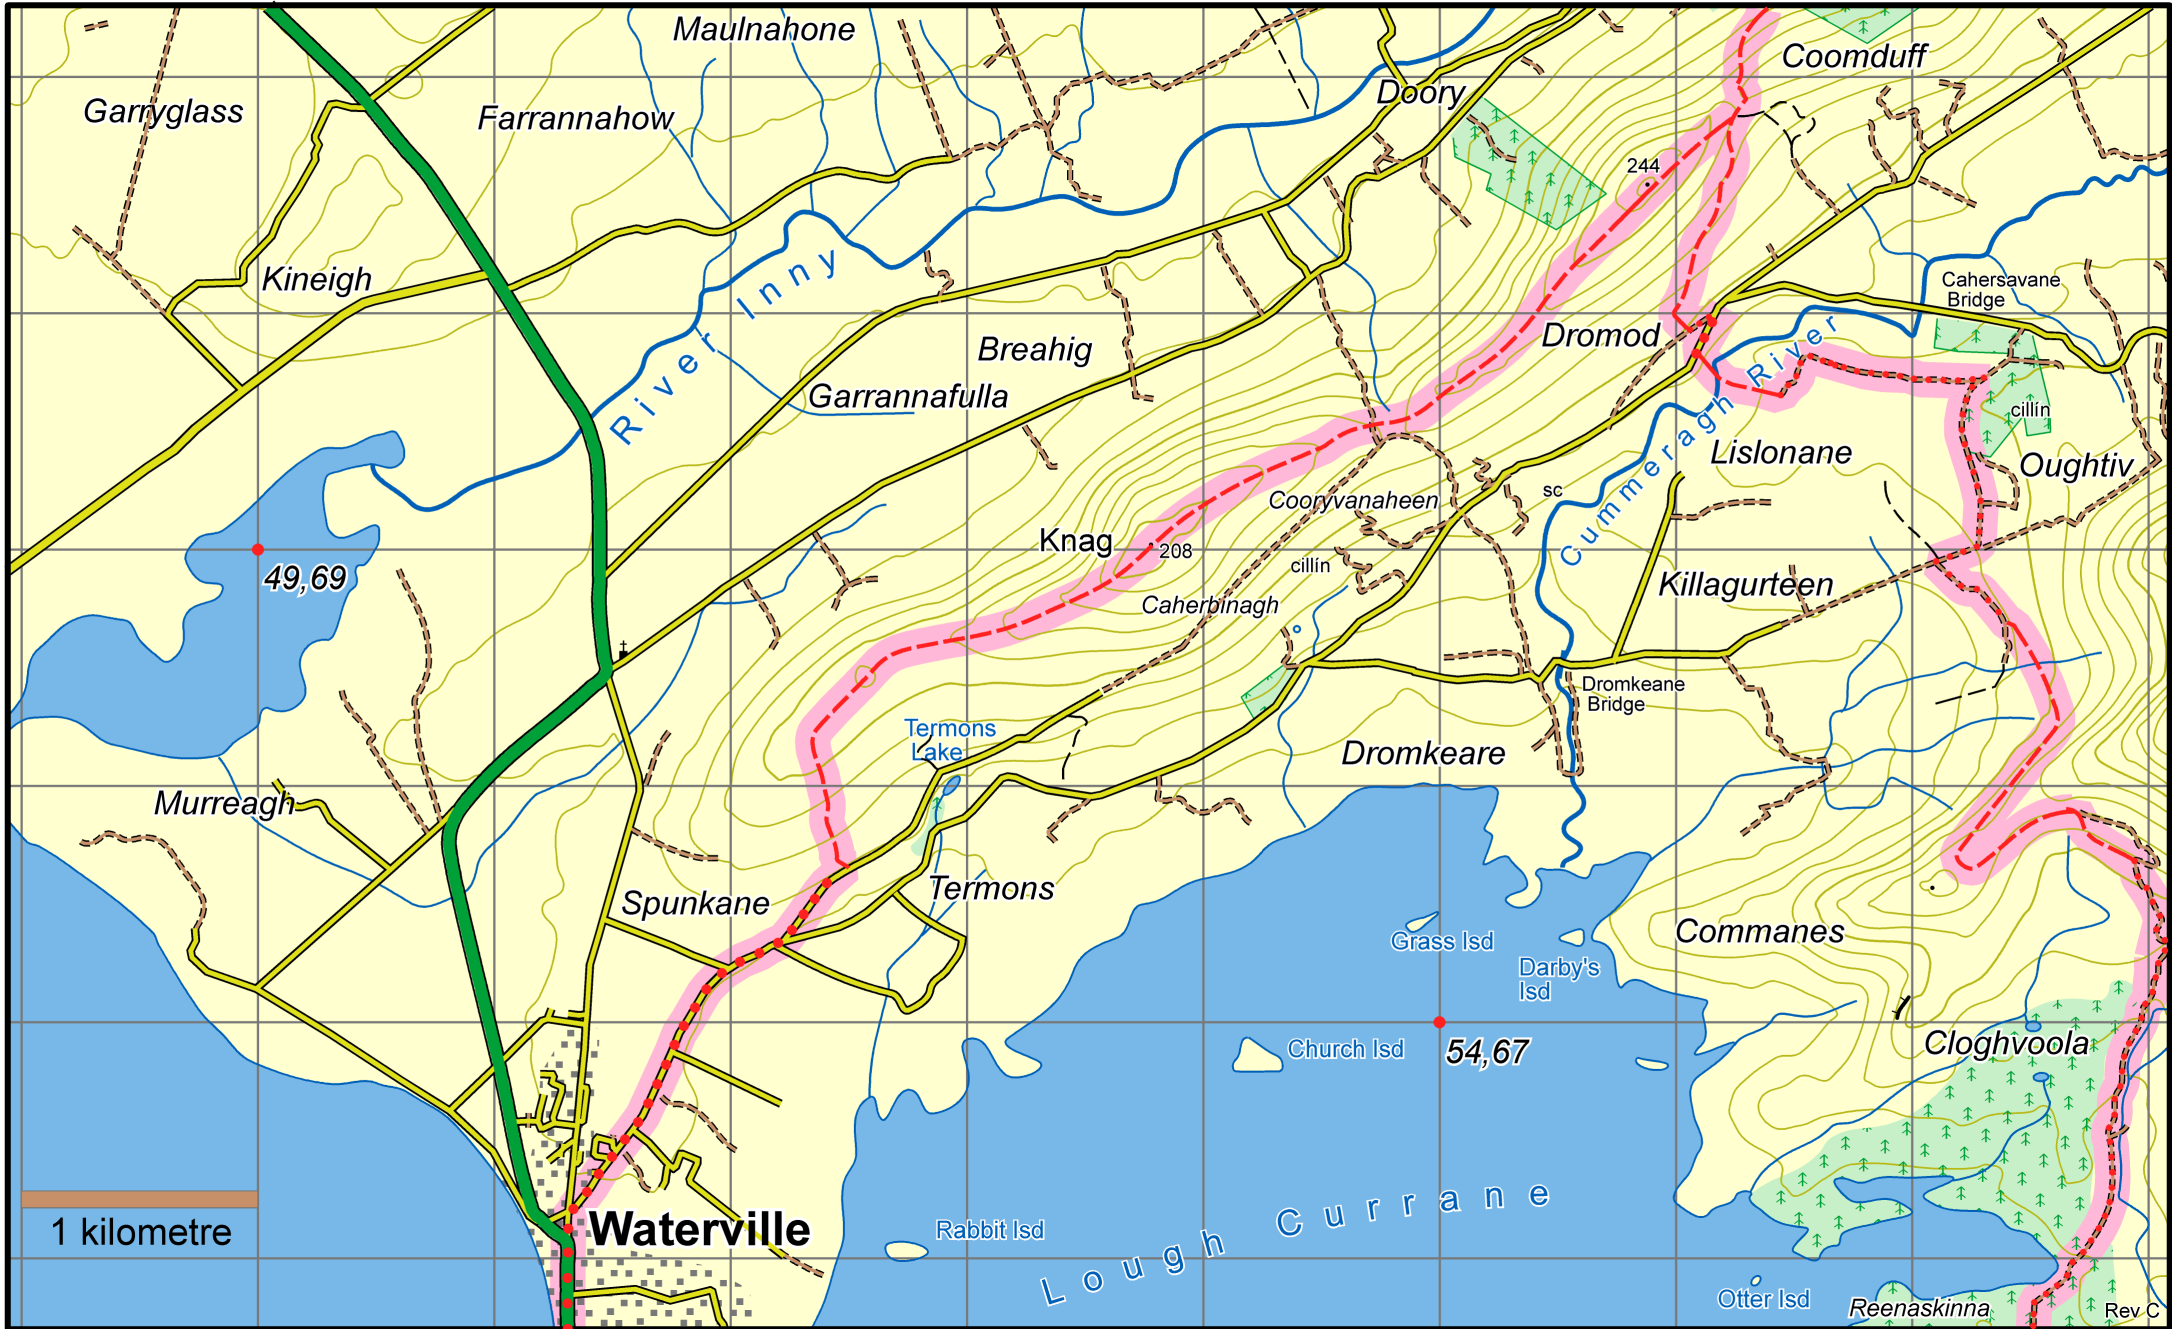 Maulnahone
Coomduff
Garryglass
Farrannahow
Doory
244
Kineigh
River Inny
Cahersavane
Bridge
Breahig
Dromod
Garrannafulla
Cummeragh River
cillín
Lislonane
Oughtiv
Cooryvanaheen
sc
Knag
208
49,69
cillín
Killagurteen
Caherbinagh
Dromkeane
Bridge
Termons
Lake
Dromkeare
Murreagh
Spunkane
Termons
Commanes
Grass Isd
Darby's
Isd
Church Isd
54,67
Cloghvoola
1 kilometre
Waterville
Rabbit Isd
Lough Currane
Otter Isd
Reenaskinna
Rev C